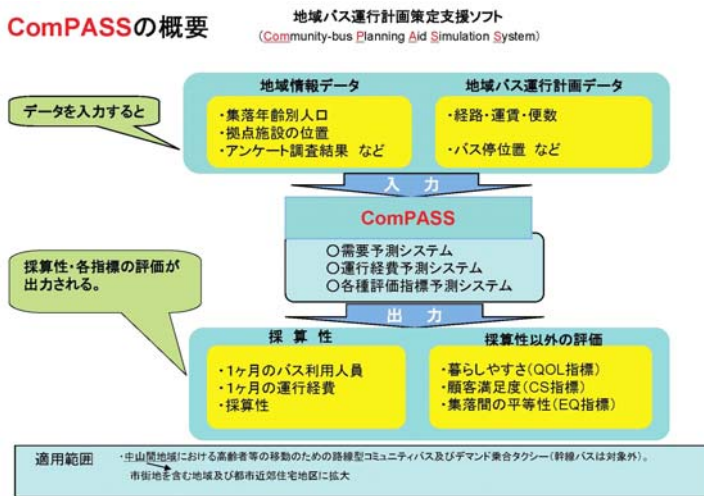 ComPASSの概要
地域バス運行計画策定支援ソフト
(Community-bus Planning Aid Simulation System)
データを入力すると
地域情報データ
・集落年齢別人口
・拠点施設の位置
・アンケート調査結果 など
地域バス運行計画データ
・経路・運賃・便数
・バス停位置 など
入 力
ComPASS
○需要予測システム
○運行経費予測システム
○各種評価指標予測システム
出 力
採算性・各指標の評価が
出力される。
採 算 性
・1ヶ月のバス利用人員
・1ヶ月の運行経費
・採算性
採算性以外の評価
・暮らしやすさ(QOL指標)
・顧客満足度(CS指標)
・集落間の平等性(EQ指標)
適用範囲
・中山間地域における高齢者等の移動のための路線型コミュニティバス及びデマンド乗合タクシー(幹線バスは対象外)。
市街地を含む地域及び都市近郊住宅地区に拡大